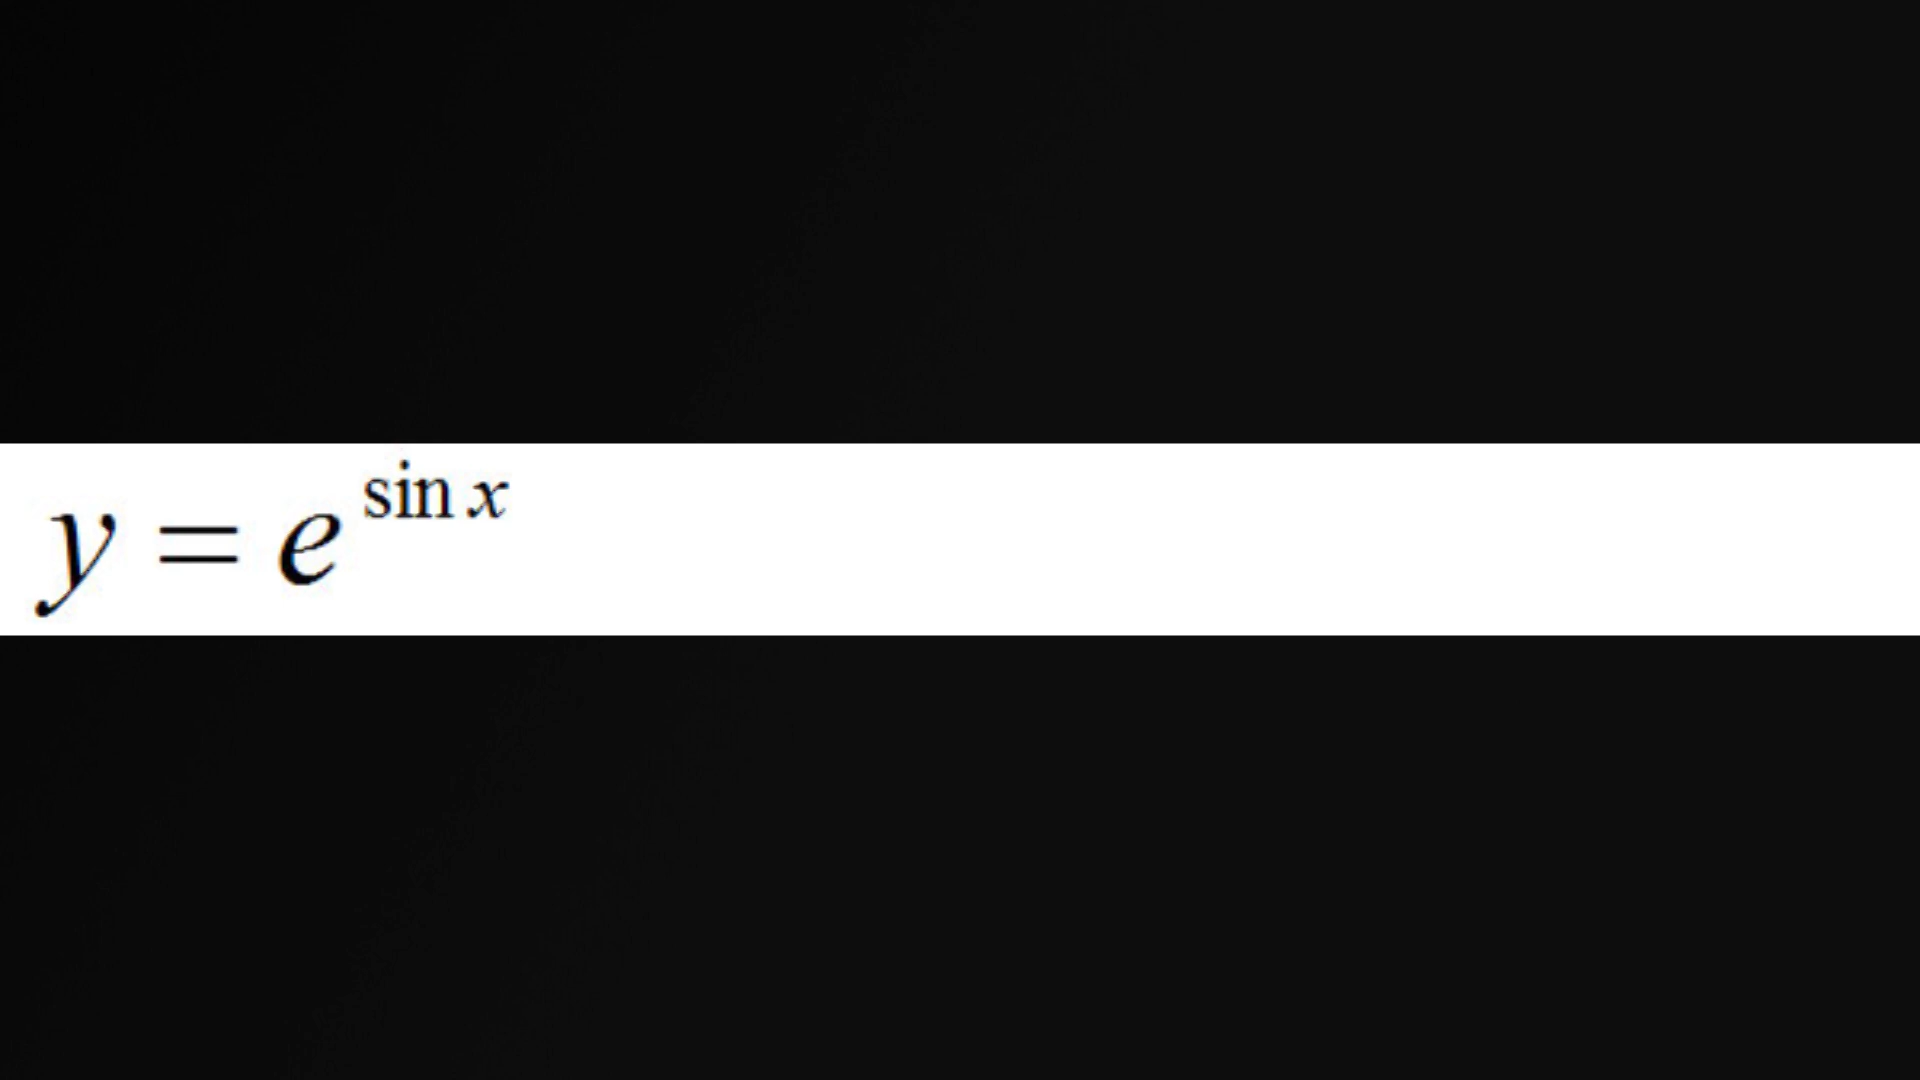 y = e^{sin x}